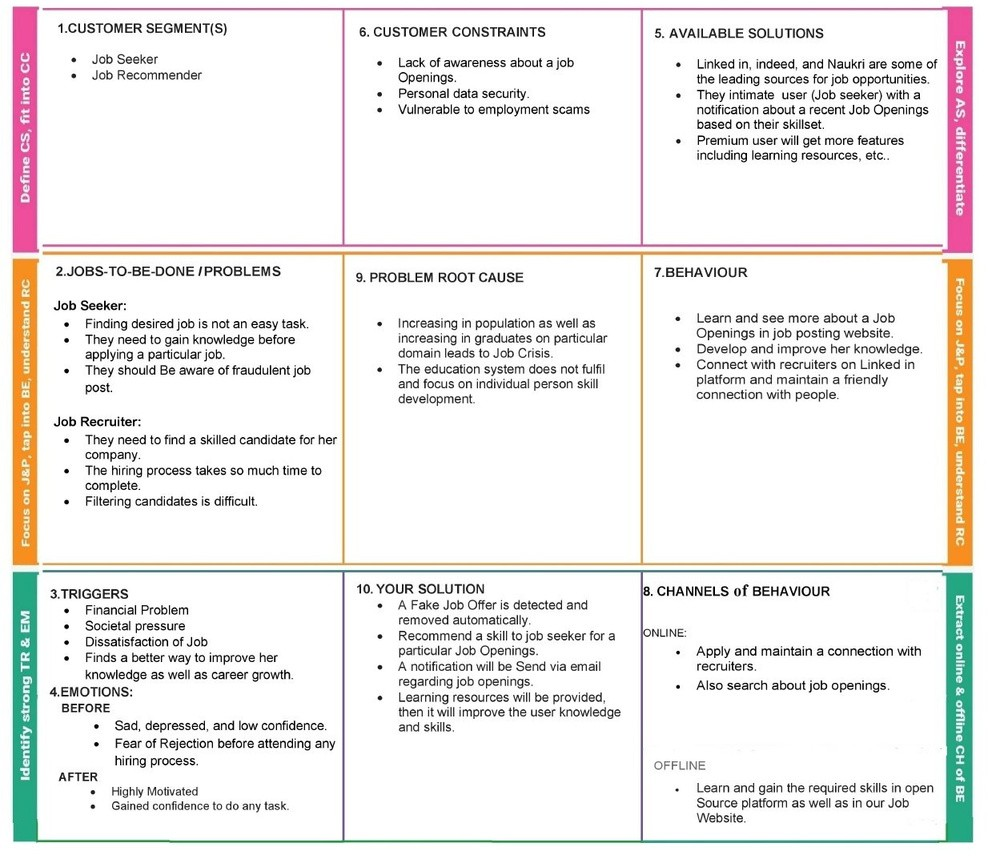 Define CS, fit into CC
1.CUSTOMER SEGMENT(S)
• Job Seeker
• Job Recommender
6. CUSTOMER CONSTRAINTS
• Lack of awareness about a job
Openings.
• Personal data security.
• Vulnerable to employment scams
5. AVAILABLE SOLUTIONS
• Linked in, indeed, and Naukri are some of
the leading sources for job opportunities.
• They intimate user (Job seeker) with a
notification about a recent Job Openings
based on their skillset.
• Premium user will get more features
including learning resources, etc..
Explore AS, differentiate
Focus on J&P, tap into BE, understand RC
2.JOBS-TO-BE-DONE / PROBLEMS
Job Seeker:
• Finding desired job is not an easy task.
• They need to gain knowledge before
applying a particular job.
• They should Be aware of fraudulent job
post.
Job Recruiter:
• They need to find a skilled candidate for her
company.
• The hiring process takes so much time to
complete.
• Filtering candidates is difficult.
9. PROBLEM ROOT CAUSE
• Increasing in population as well as
increasing in graduates on particular
domain leads to Job Crisis.
• The education system does not fulfil
and focus on individual person skill
development.
7.BEHAVIOUR
• Learn and see more about a Job
Openings in job posting website.
• Develop and improve her knowledge.
• Connect with recruiters on Linked in
platform and maintain a friendly
connection with people.
Focus on J&P, tap into BE, understand RC
Identify strong TR & EM
3.TRIGGERS
• Financial Problem
• Societal pressure
• Dissatisfaction of Job
• Finds a better way to improve her
knowledge as well as career growth.
4.EMOTIONS:
BEFORE
• Sad, depressed, and low confidence.
• Fear of Rejection before attending any
hiring process.
AFTER
• Highly Motivated
• Gained confidence to do any task.
10. YOUR SOLUTION
• A Fake Job Offer is detected and
removed automatically.
• Recommend a skill to job seeker for a
particular Job Openings.
• A notification will be Send via email
regarding job openings.
• Learning resources will be provided,
then it will improve the user knowledge
and skills.
8. CHANNELS of BEHAVIOUR
ONLINE:
• Apply and maintain a connection with
recruiters.
• Also search about job openings.
OFFLINE
• Learn and gain the required skills in open
Source platform as well as in our Job
Website.
Extract online & offline CH of BE